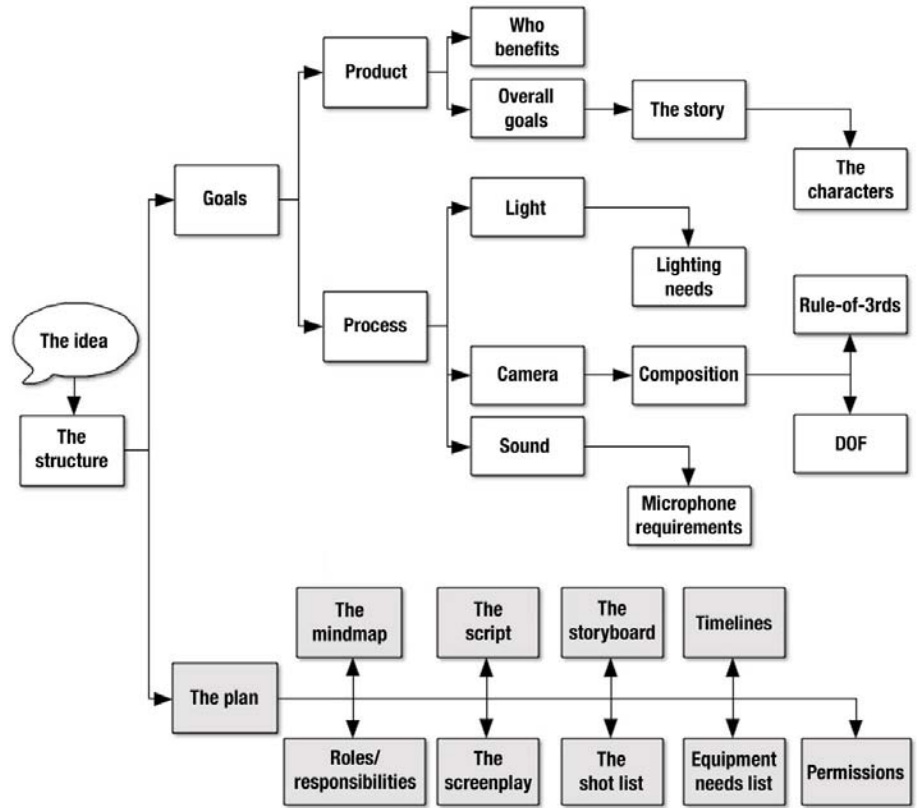 Who
benefits
Product
Overall
goals
The story
The
characters
Goals
Light
Lighting
needs
Rule-of-3rds
Process
The idea
Camera
Composition
The
structure
Sound
DOF
Microphone
requirements
The
mindmap
The
script
The
storyboard
Timelines
The plan
Roles/
responsibilities
The
screenplay
The
shot list
Equipment
needs list
Permissions